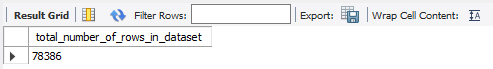 Result Grid Filter Rows: Export: Wrap Cell Content:
total_number_of_rows_in_dataset
78386